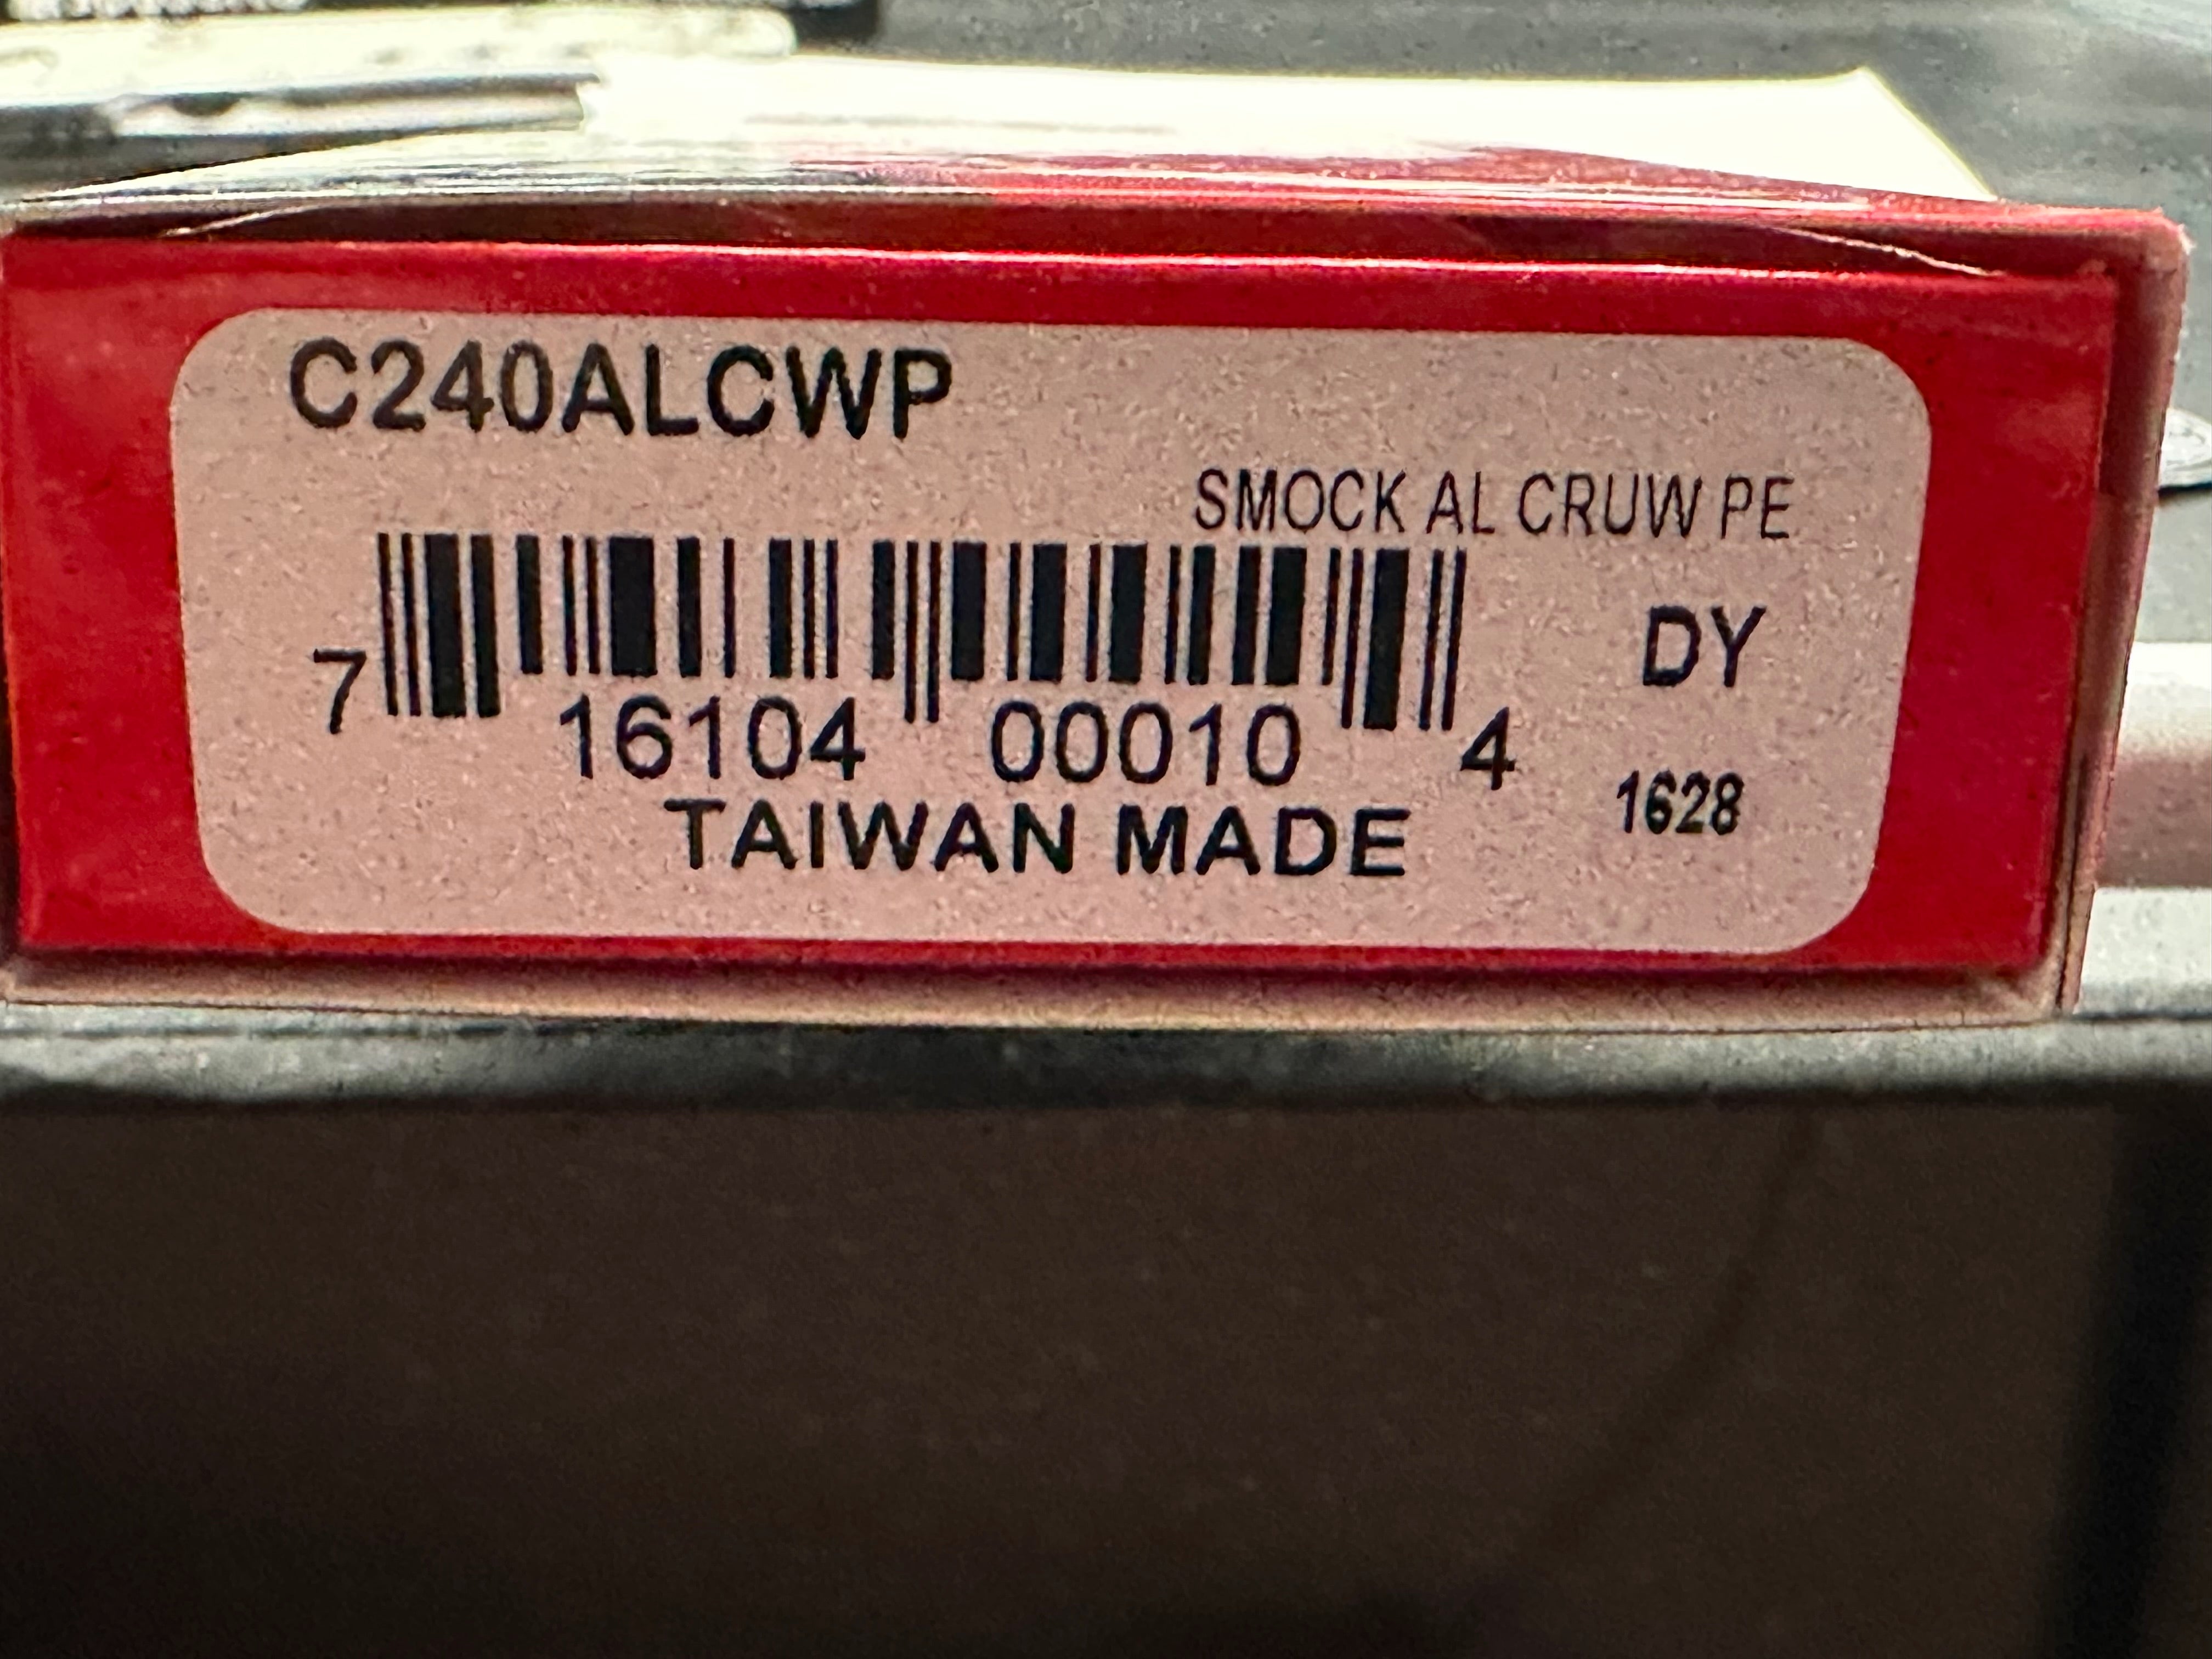 C240ALCWP
SMOCK AL CRUW PE
7 16104 00010 4
DY
1628
TAIWAN MADE